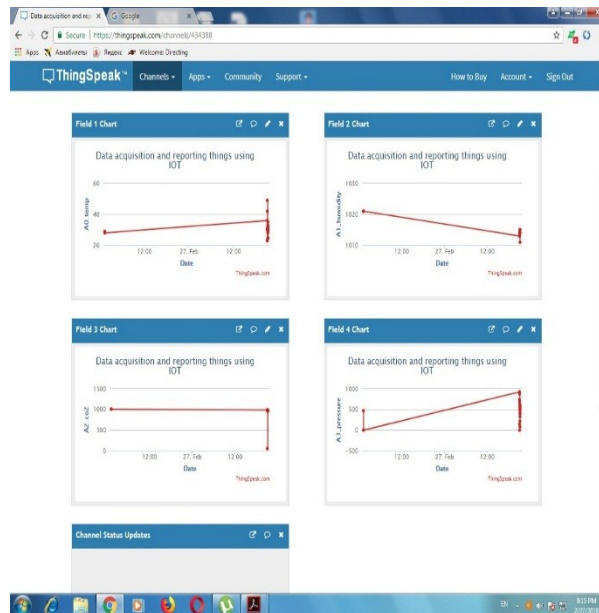 Data acquisition and rep
Google
Secure | https://thingspeak.com/channels/434388
Apps Авиабилеты Яндекс Welcome: Directing
ThingSpeak™ Channels Apps Community Support How to Buy Account Sign Out
Field 1 Chart
Data acquisition and reporting things using
IOT
A0_temp
60
40
20
12:00 27. Feb 12:00
Date
ThingSpeak.com
Field 2 Chart
Data acquisition and reporting things using
IOT
A1_humidity
1030
1020
1010
12:00 27. Feb 12:00
Date
ThingSpeak.com
Field 3 Chart
Data acquisition and reporting things using
IOT
A2_co2
1500
1000
500
0
12:00 27. Feb 12:00
Date
ThingSpeak.com
Field 4 Chart
Data acquisition and reporting things using
IOT
A3_pressure
1000
500
0
-500
12:00 27. Feb 12:00
Date
ThingSpeak.com
Channel Status Updates
EN
9:15 PM